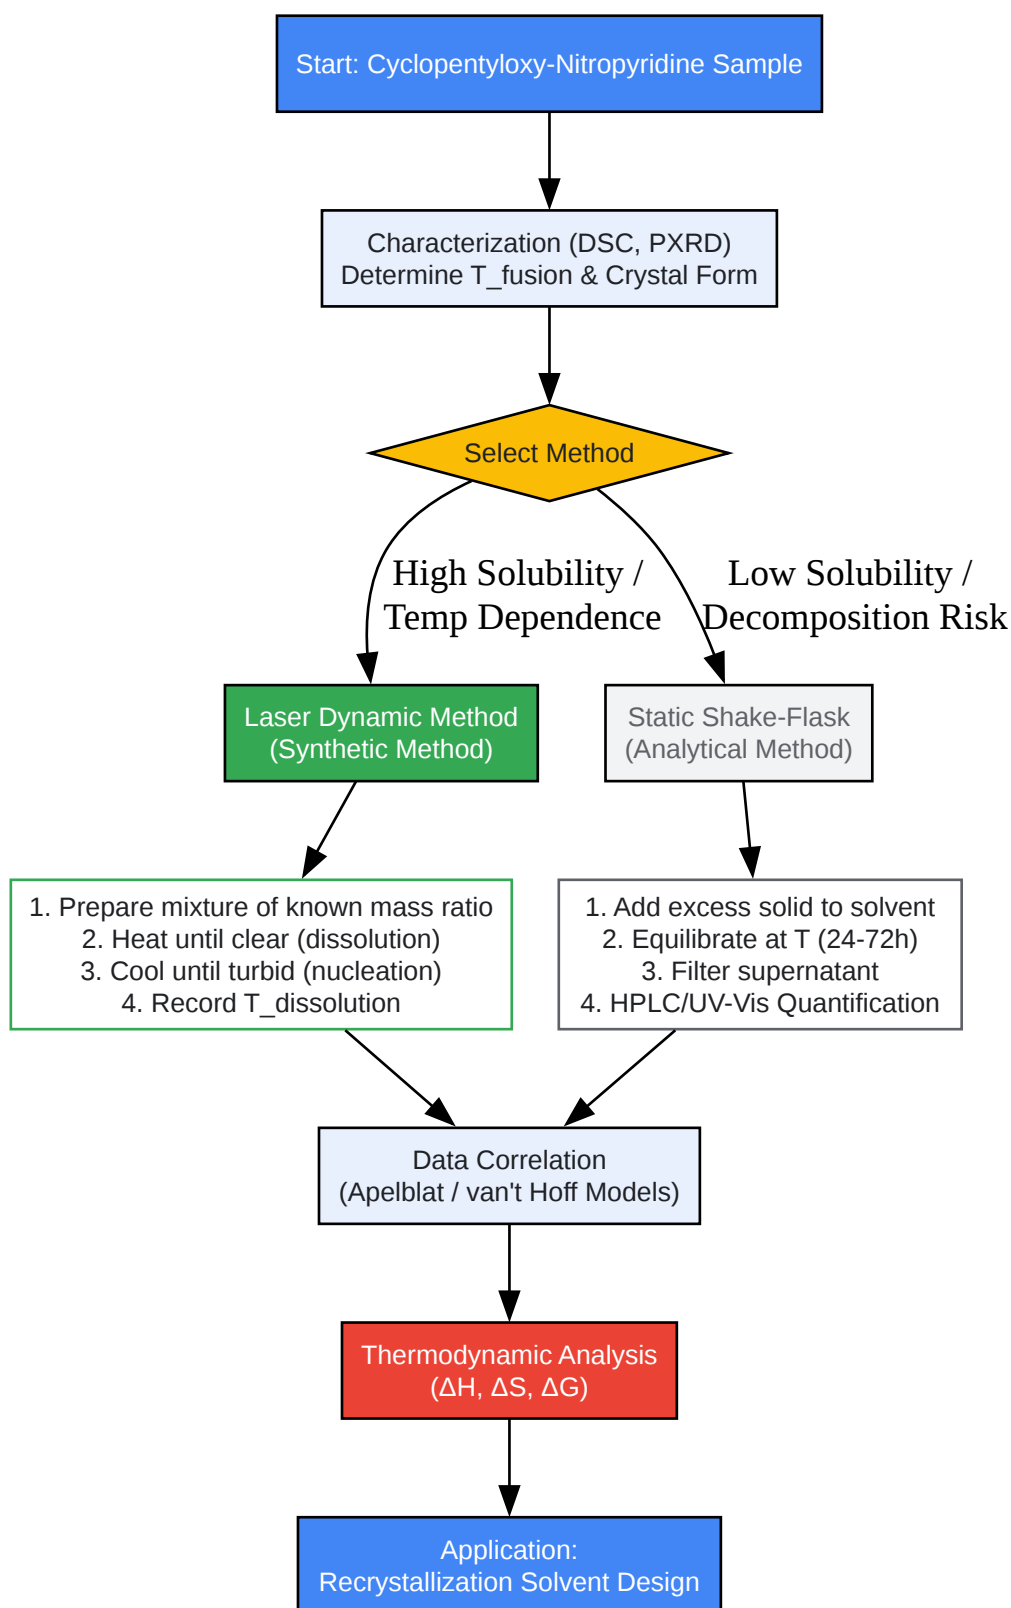 Start: Cyclopentyloxy-Nitropyridine Sample
Characterization (DSC, PXRD)
Determine T_fusion & Crystal Form
Select Method
High Solubility /
Temp Dependence
Low Solubility /
Decomposition Risk
Laser Dynamic Method
(Synthetic Method)
Static Shake-Flask
(Analytical Method)
1. Prepare mixture of known mass ratio
2. Heat until clear (dissolution)
3. Cool until turbid (nucleation)
4. Record T_dissolution
1. Add excess solid to solvent
2. Equilibrate at T (24-72h)
3. Filter supernatant
4. HPLC/UV-Vis Quantification
Data Correlation
(Apelblat / van't Hoff Models)
Thermodynamic Analysis
(ΔH, ΔS, ΔG)
Application:
Recrystallization Solvent Design